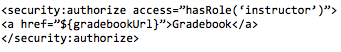 <security:authorize access=”hasRole(‘instructor’)”>
<a href=”${gradebookUrl}”>Gradebook</a>
</security:authorize>